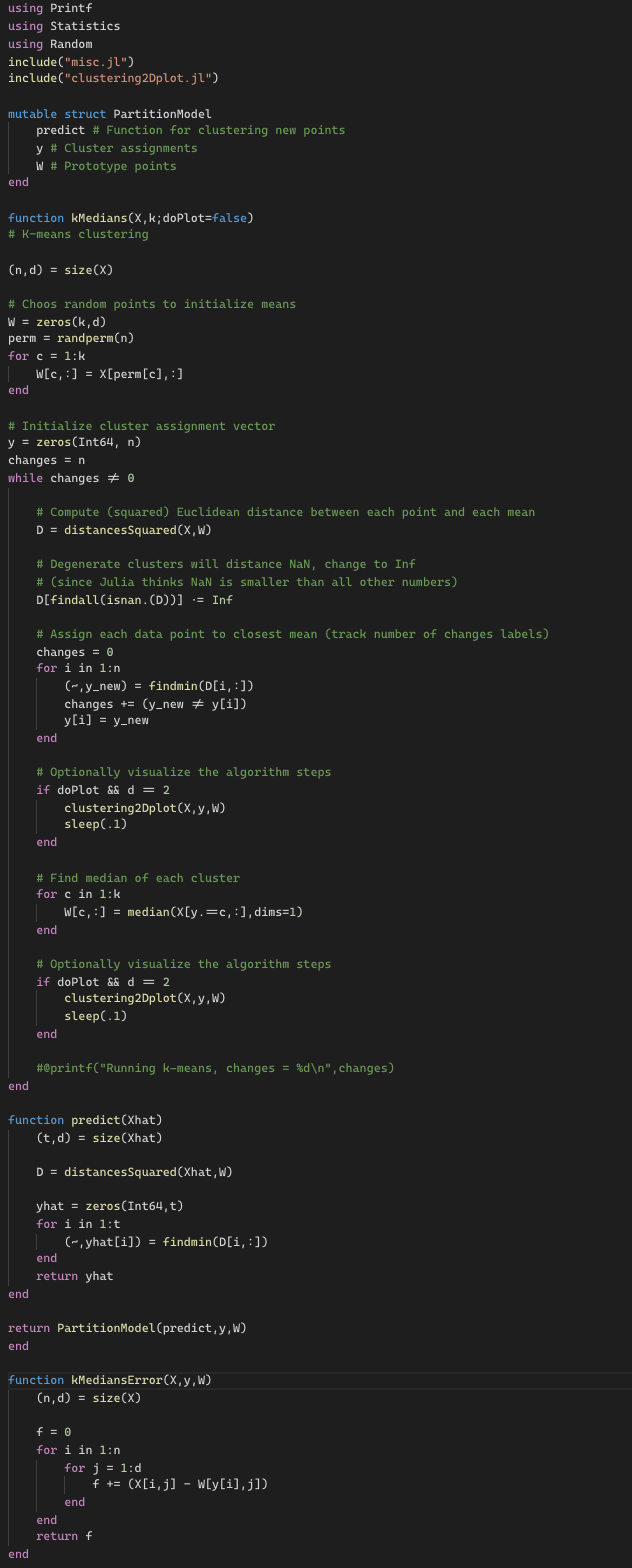 using Printf
using Statistics
using Random
include("misc.jl")
include("clustering2Dplot.jl")

mutable struct PartitionModel
    predict # Function for clustering new points
    y # Cluster assignments
    W # Prototype points
end

function kMedians(X,k;doPlot=false)
# K-means clustering

(n,d) = size(X)

# Choos random points to initialize means
W = zeros(k,d)
perm = randperm(n)
for c = 1:k
    W[c,:] = X[perm[c],:]
end

# Initialize cluster assignment vector
y = zeros(Int64, n)
changes = n
while changes != 0

    # Compute (squared) Euclidean distance between each point and each mean
    D = distancesSquared(X,W)

    # Degenerate clusters will distance NaN, change to Inf
    # (since Julia thinks NaN is smaller than all other numbers)
    D[findall(isnan.(D))] .= Inf

    # Assign each data point to closest mean (track number of changes labels)
    changes = 0
    for i in 1:n
        (~,y_new) = findmin(D[i,:])
        changes += (y_new != y[i])
        y[i] = y_new
    end

    # Optionally visualize the algorithm steps
    if doPlot && d == 2
        clustering2Dplot(X,y,W)
        sleep(.1)
    end

    # Find median of each cluster
    for c in 1:k
        W[c,:] = median(X[y.==c,:],dims=1)
    end

    # Optionally visualize the algorithm steps
    if doPlot && d == 2
        clustering2Dplot(X,y,W)
        sleep(.1)
    end

    #@printf("Running k-means, changes = %d\n",changes)
end

function predict(Xhat)
    (t,d) = size(Xhat)

    D = distancesSquared(Xhat,W)

    yhat = zeros(Int64,t)
    for i in 1:t
        (~,yhat[i]) = findmin(D[i,:])
    end
    return yhat
end

return PartitionModel(predict,y,W)
end

function kMediansError(X,y,W)
    (n,d) = size(X)

    f = 0
    for i in 1:n
        for j = 1:d
            f += (X[i,j] - W[y[i],j])
        end
    end
    return f
end